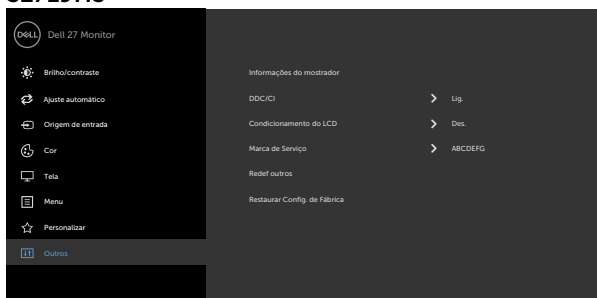 DELL Dell 27 Monitor
Brilho/contraste
Ajuste automático
Origem de entrada
Cor
Tela
Menu
Personalizar
Outros
Informações do mostrador
DDC/CI Lig.
Condicionamento do LCD Des.
Marca de Serviço ABCDEFG
Redef outros
Restaurar Config. de Fábrica